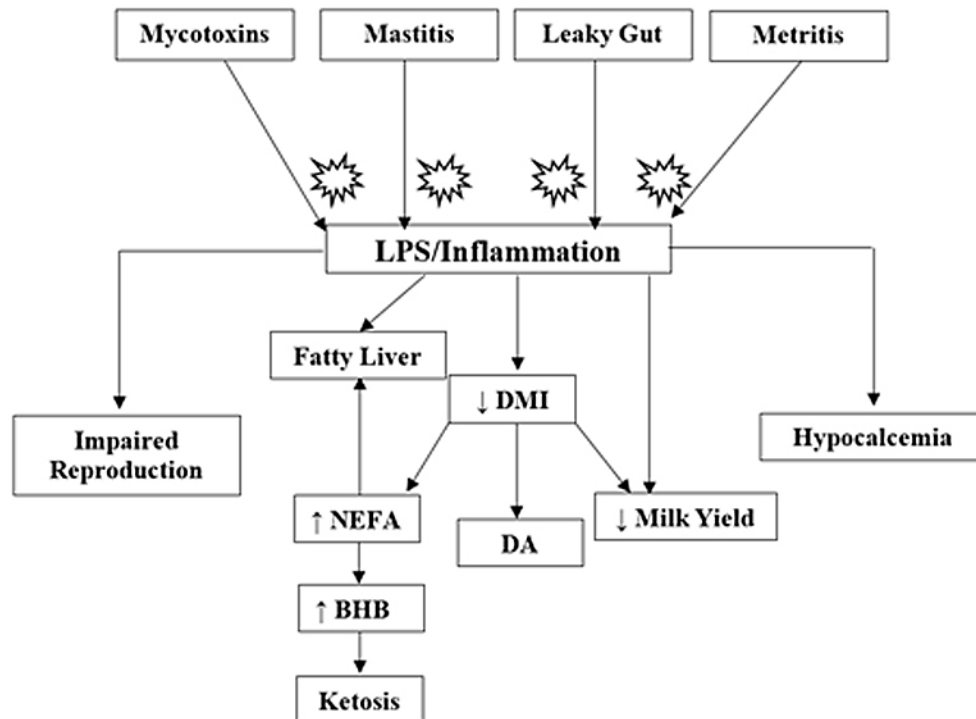 Mycotoxins
Mastitis
Leaky Gut
Metritis
LPS/Inflammation
Fatty Liver
↓ DMI
Impaired
Reproduction
Hypocalcemia
↑ NEFA
DA
↓ Milk Yield
↑ BHB
Ketosis